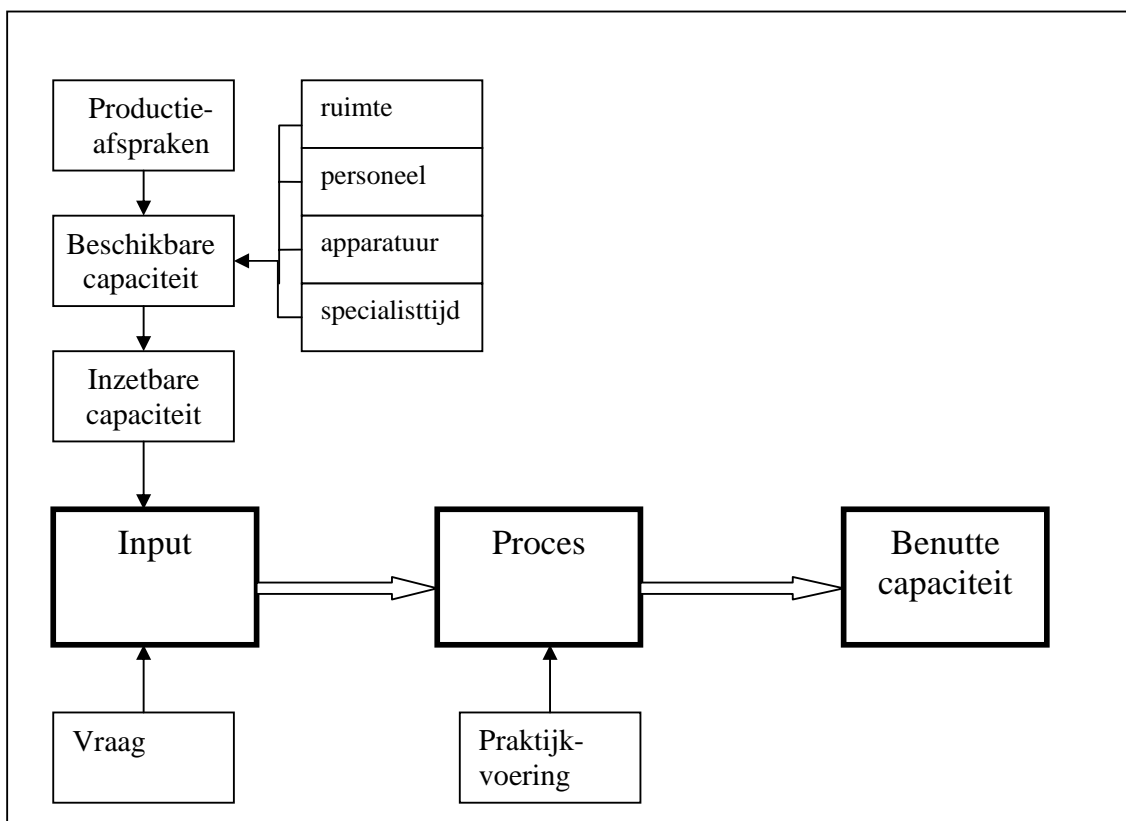 Productie-
afspraken
ruimte
personeel
apparatuur
specialisttijd
Beschikbare
capaciteit
Inzetbare
capaciteit
Input
Proces
Benutte
capaciteit
Vraag
Praktijk-
voering